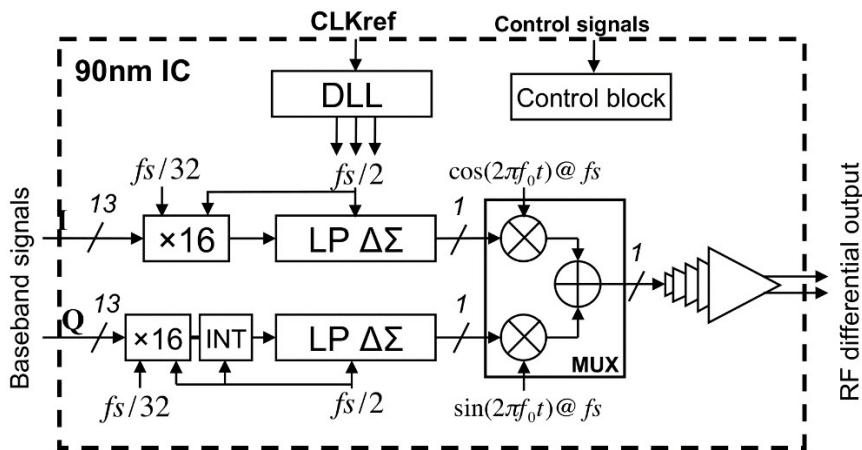 CLKref
Control signals
90nm IC
DLL
Control block
fs/32
fs/2
cos(2πf₀t)@ fs
Baseband signals
I
13
×16
LP ΔΣ
1
1
Q
13
×16
INT
LP ΔΣ
1
MUX
fs/32
fs/2
sin(2πf₀t)@ fs
RF differential output